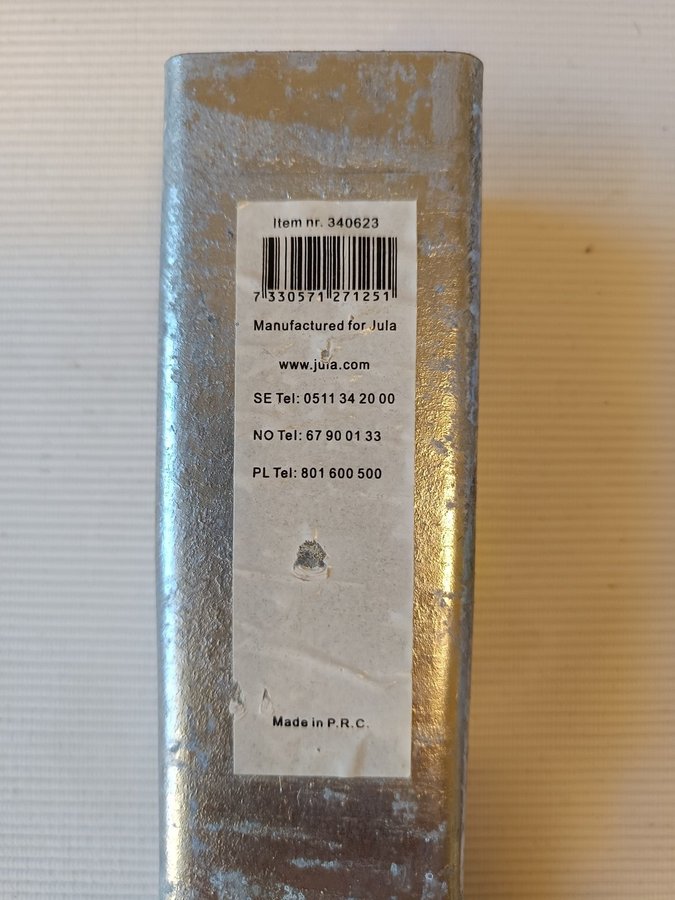 Item nr. 340623
7 330571 271251
Manufactured for Jula
www.jula.com
SE Tel: 0511 34 20 00
NO Tel: 67 90 01 33
PL Tel: 801 600 500
Made in P.R.C.